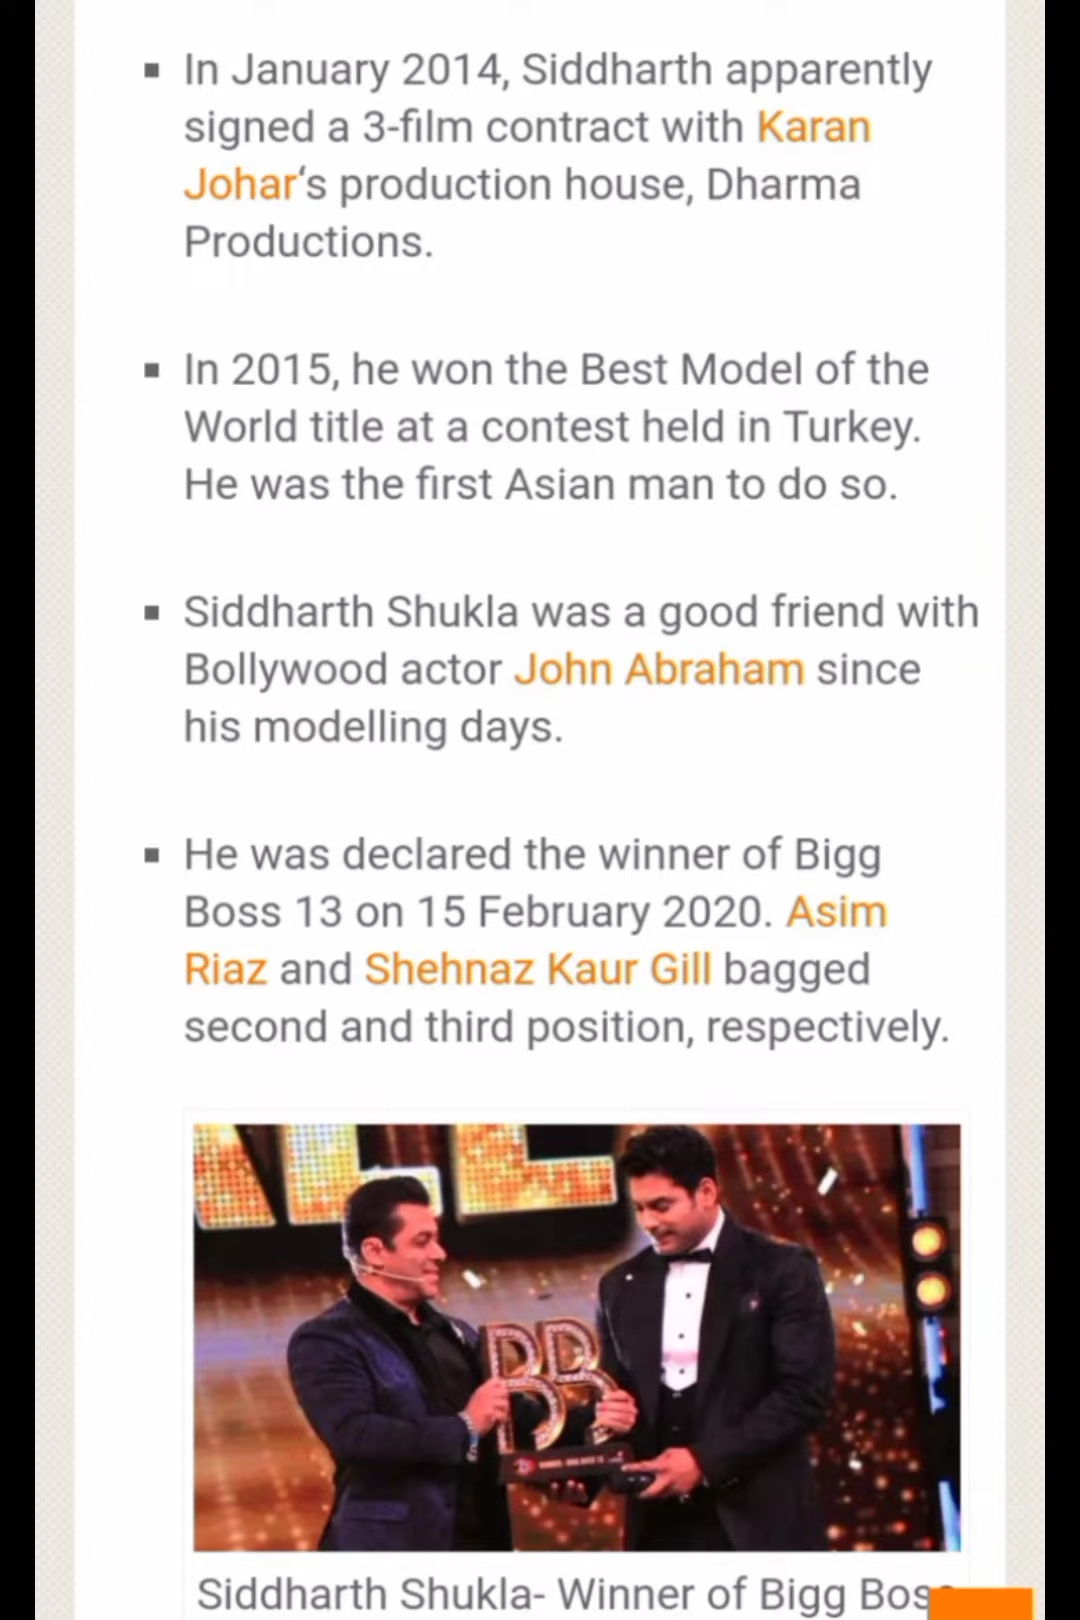 In January 2014, Siddharth apparently
signed a 3-film contract with Karan
Johar‘s production house, Dharma
Productions.
In 2015, he won the Best Model of the
World title at a contest held in Turkey.
He was the first Asian man to do so.
Siddharth Shukla was a good friend with
Bollywood actor John Abraham since
his modelling days.
He was declared the winner of Bigg
Boss 13 on 15 February 2020. Asim
Riaz and Shehnaz Kaur Gill bagged
second and third position, respectively.
BB
Siddharth Shukla- Winner of Bigg Boss